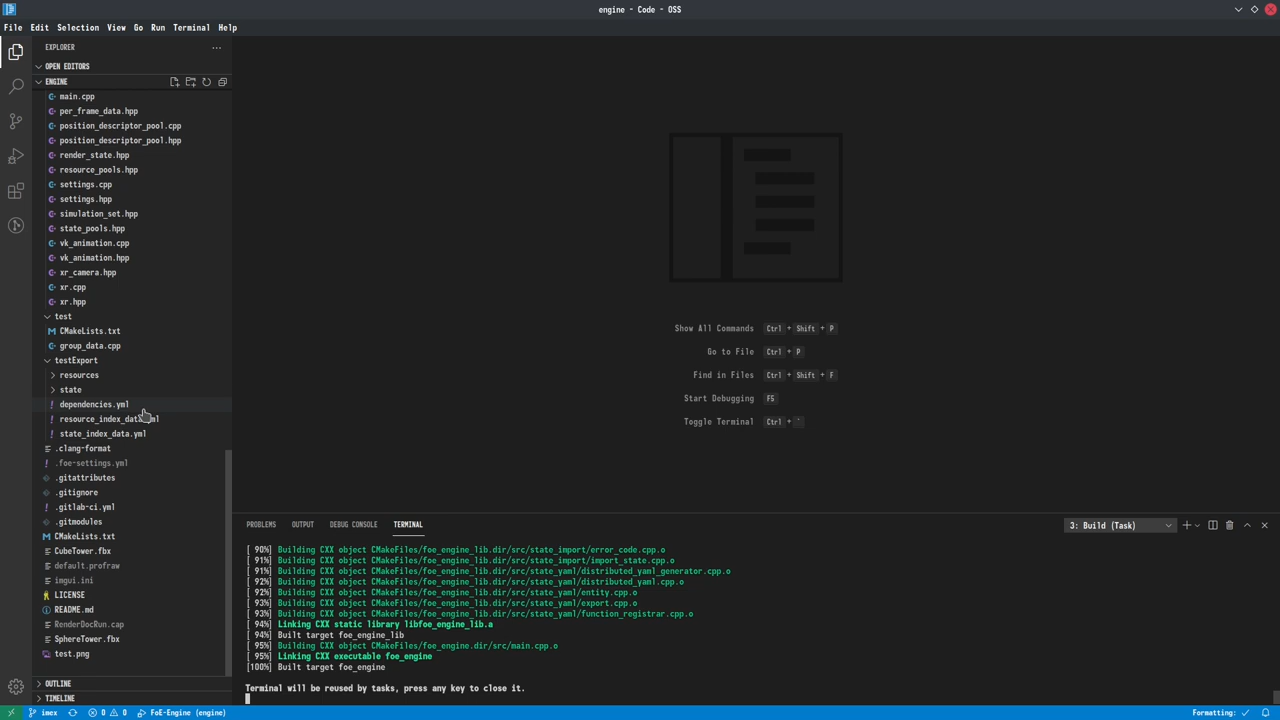 engine - Code - OSS
File Edit Selection View Go Run Terminal Help
EXPLORER
OPEN EDITORS
ENGINE
main.cpp
per_frame_data.hpp
position_descriptor_pool.cpp
position_descriptor_pool.hpp
render_state.hpp
resource_pools.hpp
settings.cpp
settings.hpp
simulation_set.hpp
state_pools.hpp
vk_animation.cpp
vk_animation.hpp
xr_camera.hpp
xr.cpp
xr.hpp
test
CMakeLists.txt
group_data.cpp
testExport
resources
state
dependencies.yml
state_index_data.yml
.clang-format
.foe-settings.yml
.gitattributes
.gitignore
.gitlab-ci.yml
.gitmodules
CMakeLists.txt
CubeTower.fbx
default.profraw
imgui.ini
LICENSE
README.md
RenderDocRun.cap
SphereTower.fbx
test.png
OUTLINE
TIMELINE
Show All Commands Ctrl + Shift + P
Go to File Ctrl + P
Find in Files Ctrl + Shift + F
Start Debugging F5
Toggle Terminal Ctrl + `
PROBLEMS OUTPUT DEBUG CONSOLE TERMINAL
3: Build (Task)
[ 90%] Building CXX object CMakeFiles/foe_engine_lib.dir/src/state_import/error_code.cpp.o
[ 91%] Building CXX object CMakeFiles/foe_engine_lib.dir/src/state_import/import_state.cpp.o
[ 91%] Building CXX object CMakeFiles/foe_engine_lib.dir/src/state_yaml/distributed_yaml_generator.cpp.o
[ 92%] Building CXX object CMakeFiles/foe_engine_lib.dir/src/state_yaml/distributed_yaml.cpp.o
[ 92%] Building CXX object CMakeFiles/foe_engine_lib.dir/src/state_yaml/entity.cpp.o
[ 93%] Building CXX object CMakeFiles/foe_engine_lib.dir/src/state_yaml/export.cpp.o
[ 93%] Building CXX object CMakeFiles/foe_engine_lib.dir/src/state_yaml/function_registrar.cpp.o
[ 94%] Linking CXX static library libfoe_engine_lib.a
[ 94%] Built target foe_engine_lib
[ 95%] Building CXX object CMakeFiles/foe_engine.dir/src/main.cpp.o
[ 95%] Linking CXX executable foe_engine
[100%] Built target foe_engine
Terminal will be reused by tasks, press any key to close it.
imex 0 0 FoE-Engine (engine) Formatting: ✓